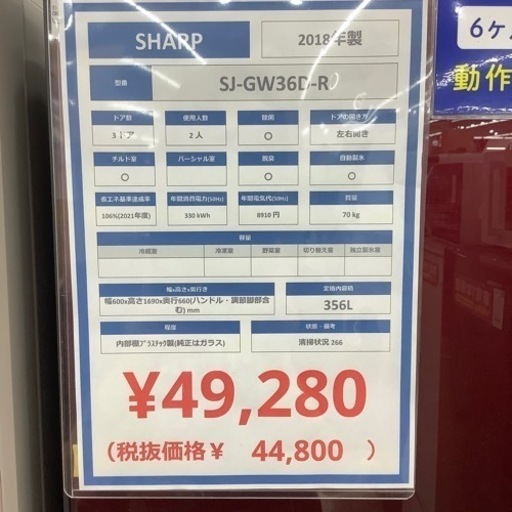 SHARP 2018年製
型番 SJ-GW36D-R
ドア数 使用人数 除菌 ドアの開き方
3ドア 2人 〇 左右開き
チルド室 パーシャル室 脱臭 自動製氷
〇 〇 〇
省エネ基準達成率 年間消費電力(50Hz) 年間電気代(50Hz) 質量
106%(2021年度) 330 kWh 8910 円 70 kg
容量
冷蔵室 冷凍室 野菜室 切り替え室 独立製氷室
幅x高さx奥行き 定格内容積
幅600x高さ1690x奥行660(ハンドル・調節脚部含む) mm 356L
程度 状態・備考
内部棚プラスチック製(純正はガラス) 清掃状況 266
¥49,280
(税抜価格¥ 44,800 )
6ヶ
動作